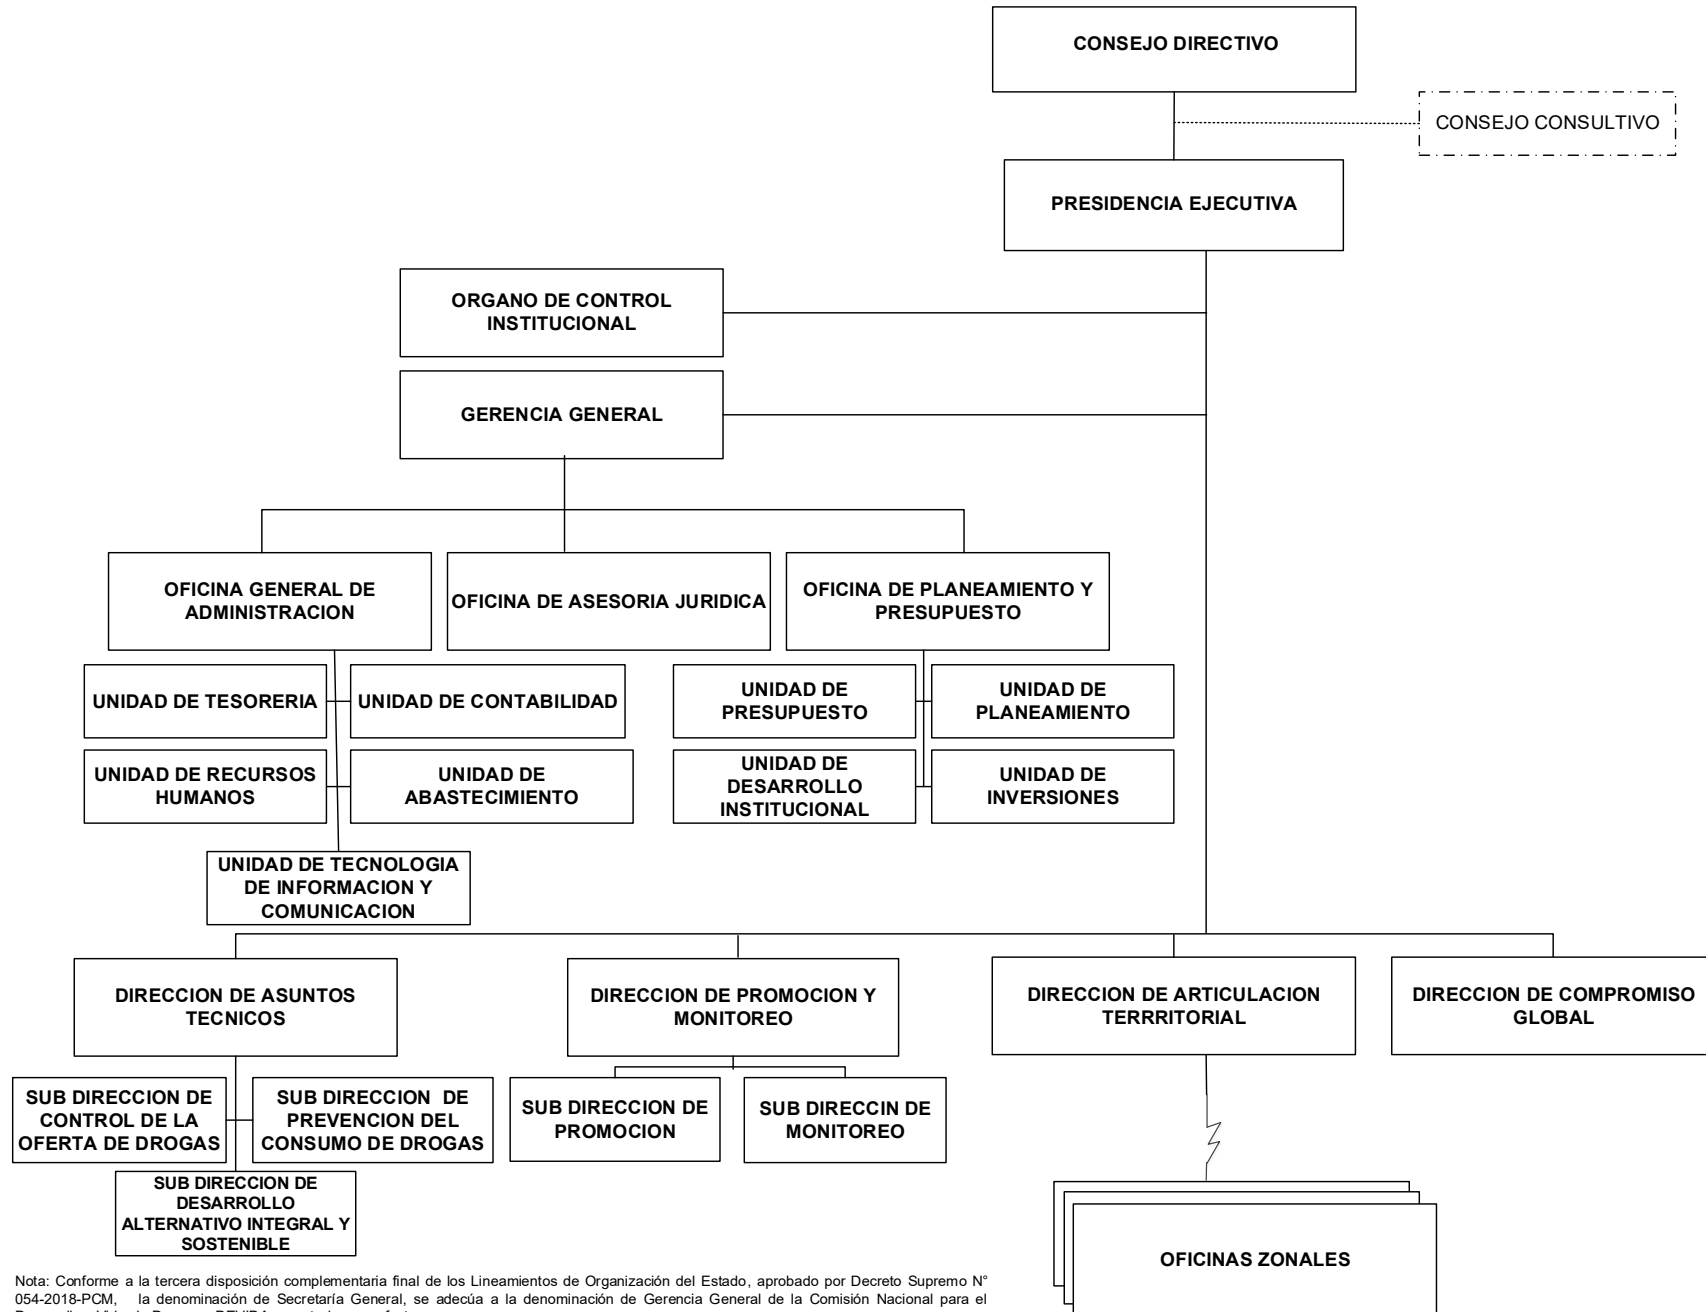 CONSEJO DIRECTIVO
CONSEJO CONSULTIVO
PRESIDENCIA EJECUTIVA
ORGANO DE CONTROL
INSTITUCIONAL
GERENCIA GENERAL
OFICINA GENERAL DE
ADMINISTRACION
OFICINA DE ASESORIA JURIDICA
OFICINA DE PLANEAMIENTO Y
PRESUPUESTO
UNIDAD DE TESORERIA
UNIDAD DE CONTABILIDAD
UNIDAD DE
PRESUPUESTO
UNIDAD DE
PLANEAMIENTO
UNIDAD DE RECURSOS
HUMANOS
UNIDAD DE
ABASTECIMIENTO
UNIDAD DE
DESARROLLO
INSTITUCIONAL
UNIDAD DE
INVERSIONES
UNIDAD DE TECNOLOGIA
DE INFORMACION Y
COMUNICACION
DIRECCION DE ASUNTOS
TECNICOS
DIRECCION DE PROMOCION Y
MONITOREO
DIRECCION DE ARTICULACION
TERRRITORIAL
DIRECCION DE COMPROMISO
GLOBAL
SUB DIRECCION DE
CONTROL DE LA
OFERTA DE DROGAS
SUB DIRECCION DE
PREVENCION DEL
CONSUMO DE DROGAS
SUB DIRECCION DE
PROMOCION
SUB DIRECCIN DE
MONITOREO
SUB DIRECCION DE
DESARROLLO
ALTERNATIVO INTEGRAL Y
SOSTENIBLE
OFICINAS ZONALES
Nota: Conforme a la tercera disposición complementaria final de los Lineamientos de Organización del Estado, aprobado por Decreto Supremo N°
054-2018-PCM, la denominación de Secretaría General, se adecúa a la denominación de Gerencia General de la Comisión Nacional para el